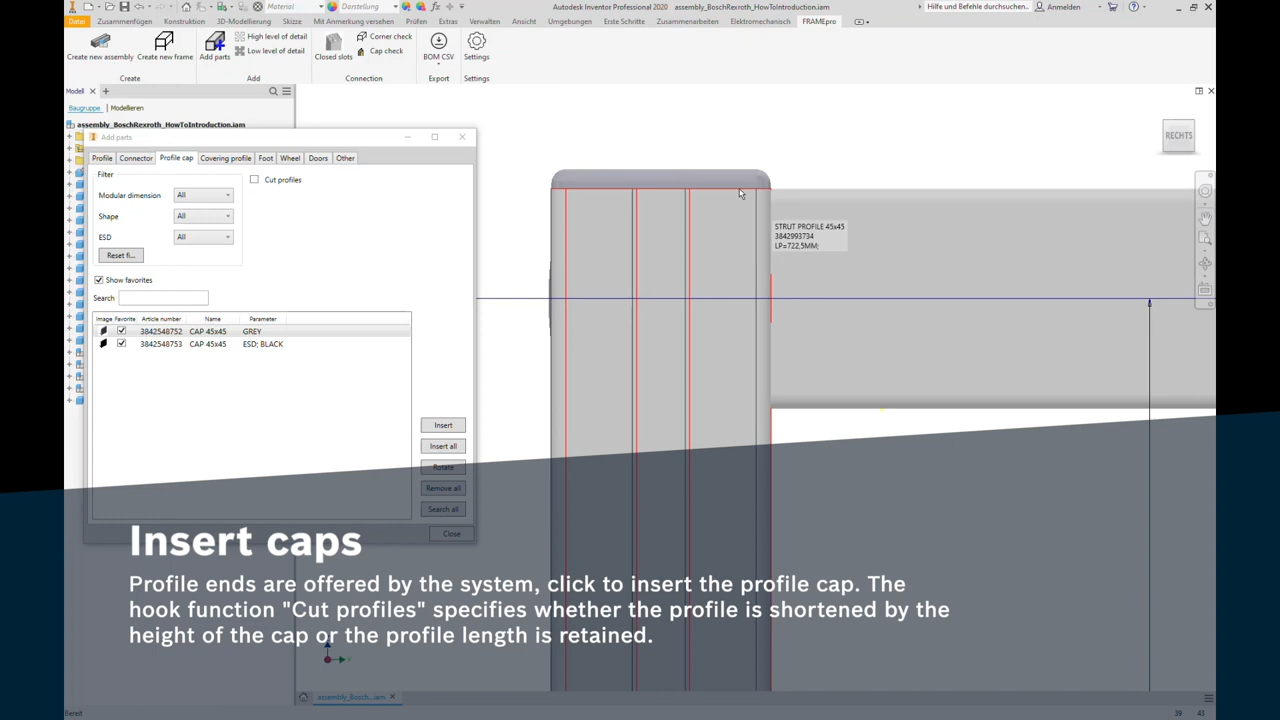 Material
Darstellung
Autodesk Inventor Professional 2020 assembly_BoschRexroth_HowToIntroduction.iam
Hilfe und Befehle durchsuchen...
Anmelden
Datei Zusammenfügen Konstruktion 3D-Modellierung Skizze Mit Anmerkung versehen Prüfen Extras Verwalten Ansicht Umgebungen Erste Schritte Zusammenarbeiten Elektromechanisch FRAMEpro
Create new assembly Create new frame Add parts High level of detail Low level of detail Closed slots Corner check Cap check BOM CSV Settings
Create Add Connection Export Settings
Modell
Baugruppe Modellieren
assembly_BoschRexroth_HowToIntroduction.iam
Add parts
Profile Connector Profile cap Covering profile Foot Wheel Doors Other
Filter
Cut profiles
Modular dimension All
Shape All
ESD All
Reset fi...
Show favorites
Search
Image Favorite Article number Name Parameter
3842548752 CAP 45x45 GREY
3842548753 CAP 45x45 ESD; BLACK
Insert
Insert all
Rotate
Remove all
Search all
Close
RECHTS
STRUT PROFILE 45x45
3842993734
LP=722,5MM;
Insert caps
Profile ends are offered by the system, click to insert the profile cap. The
hook function "Cut profiles" specifies whether the profile is shortened by the
height of the cap or the profile length is retained.
Y
assembly_Bosch...iam
Bereit
39 43